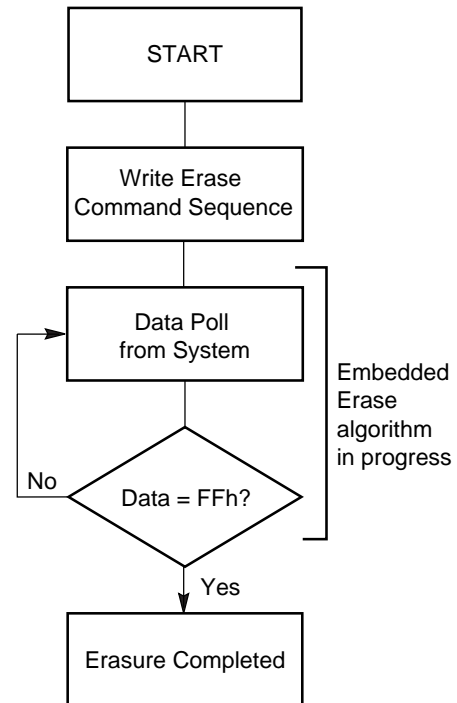 START
Write Erase
Command Sequence
Data Poll
from System
Embedded
Erase
algorithm
in progress
No
Data = FFh?
Yes
Erasure Completed